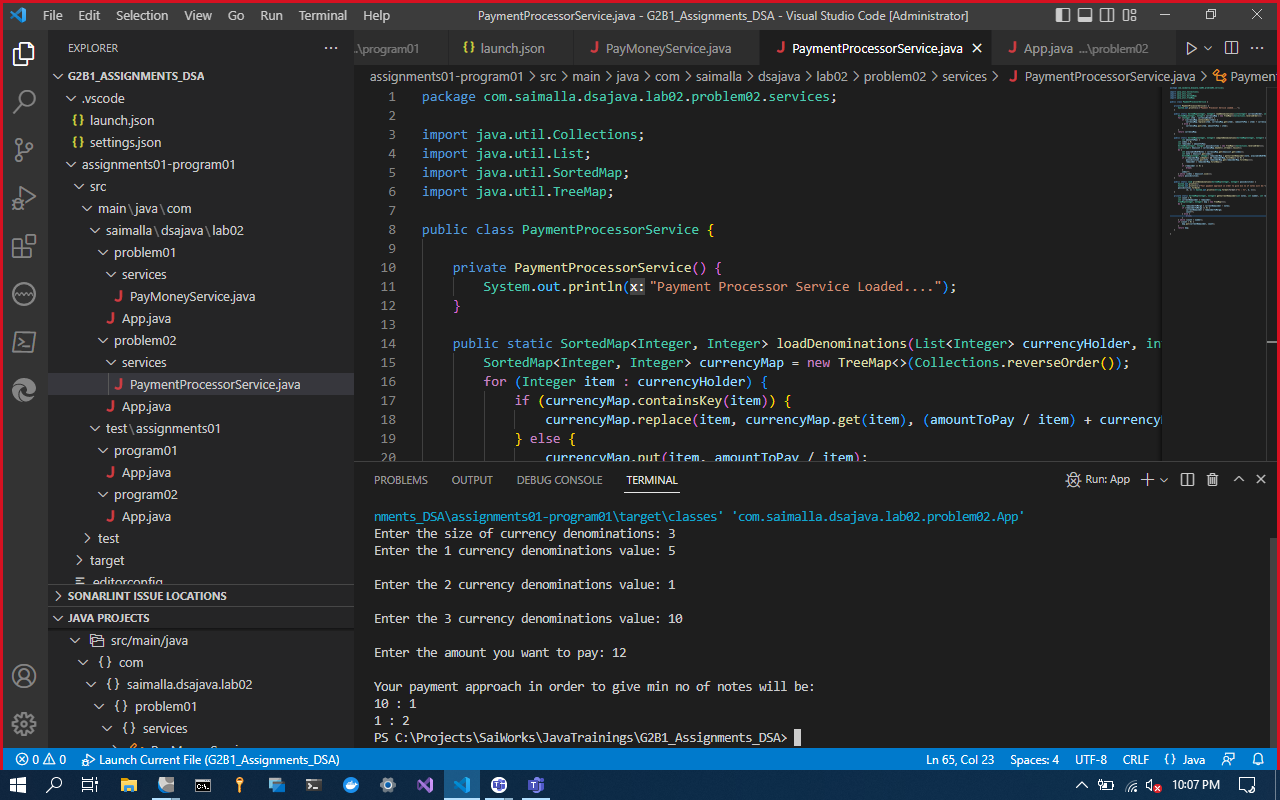 File Edit Selection View Go Run Terminal Help PaymentProcessorService.java - G2B1_Assignments_DSA - Visual Studio Code [Administrator]
EXPLORER
G2B1_ASSIGNMENTS_DSA
.vscode
{} launch.json
{} settings.json
assignments01-program01
src
main\java\com
saimalla\dsajava\lab02
problem01
services
J PayMoneyService.java
J App.java
problem02
services
J PaymentProcessorService.java
J App.java
test\assignments01
program01
J App.java
program02
J App.java
test
target
.editorconfig
SONARLINT ISSUE LOCATIONS
JAVA PROJECTS
src/main/java
{} com
{} saimalla.dsajava.lab02
{} problem01
{} services
..\program01 {} launch.json J PayMoneyService.java J PaymentProcessorService.java J App.java ...\problem02
assignments01-program01 > src > main > java > com > saimalla > dsajava > lab02 > problem02 > services > J PaymentProcessorService.java > Paymen
1 package com.saimalla.dsajava.lab02.problem02.services;
2
3 import java.util.Collections;
4 import java.util.List;
5 import java.util.SortedMap;
6 import java.util.TreeMap;
7
8 public class PaymentProcessorService {
9
10 private PaymentProcessorService() {
11 System.out.println(x: "Payment Processor Service Loaded....");
12 }
13
14 public static SortedMap<Integer, Integer> loadDenominations(List<Integer> currencyHolder, in
15 SortedMap<Integer, Integer> currencyMap = new TreeMap<>(Collections.reverseOrder());
16 for (Integer item : currencyHolder) {
17 if (currencyMap.containsKey(item)) {
18 currencyMap.replace(item, currencyMap.get(item), (amountToPay / item) + currency
19 } else {
20 currencyMap.put(item, amountToPay / item);
PROBLEMS OUTPUT DEBUG CONSOLE TERMINAL Run: App
nments_DSA\assignments01-program01\target\classes' 'com.saimalla.dsajava.lab02.problem02.App'
Enter the size of currency denominations: 3
Enter the 1 currency denominations value: 5
Enter the 2 currency denominations value: 1
Enter the 3 currency denominations value: 10
Enter the amount you want to pay: 12
Your payment approach in order to give min no of notes will be:
10 : 1
1 : 2
PS C:\Projects\SaiWorks\JavaTrainings\G2B1_Assignments_DSA>
0 0 Launch Current File (G2B1_Assignments_DSA) Ln 65, Col 23 Spaces: 4 UTF-8 CRLF {} Java
10:07 PM